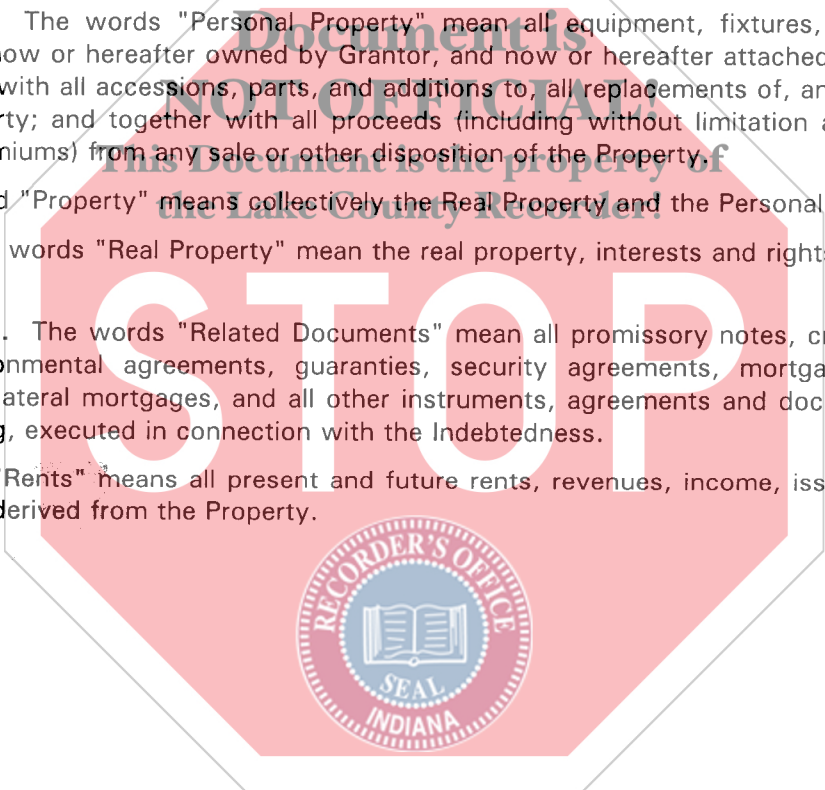 The words "Personal Property" mean all equipment, fixtures,
now or hereafter owned by Grantor, and now or hereafter attached
with all accessions, parts, and additions to, all replacements of, an
rty; and together with all proceeds (including without limitation a
miums) from any sale or other disposition of the Property.
d "Property" means collectively the Real Property and the Personal
words "Real Property" mean the real property, interests and rights
. The words "Related Documents" mean all promissory notes, cr
onmental agreements, guaranties, security agreements, mortga
ateral mortgages, and all other instruments, agreements and doc
g, executed in connection with the Indebtedness.
"Rents" means all present and future rents, revenues, income, iss
derived from the Property.
Document is
NOT OFFICIAL!
This Document is the property of
the Lake County Recorder!
STOP
RECORDER'S OFFICE
SEAL
INDIANA